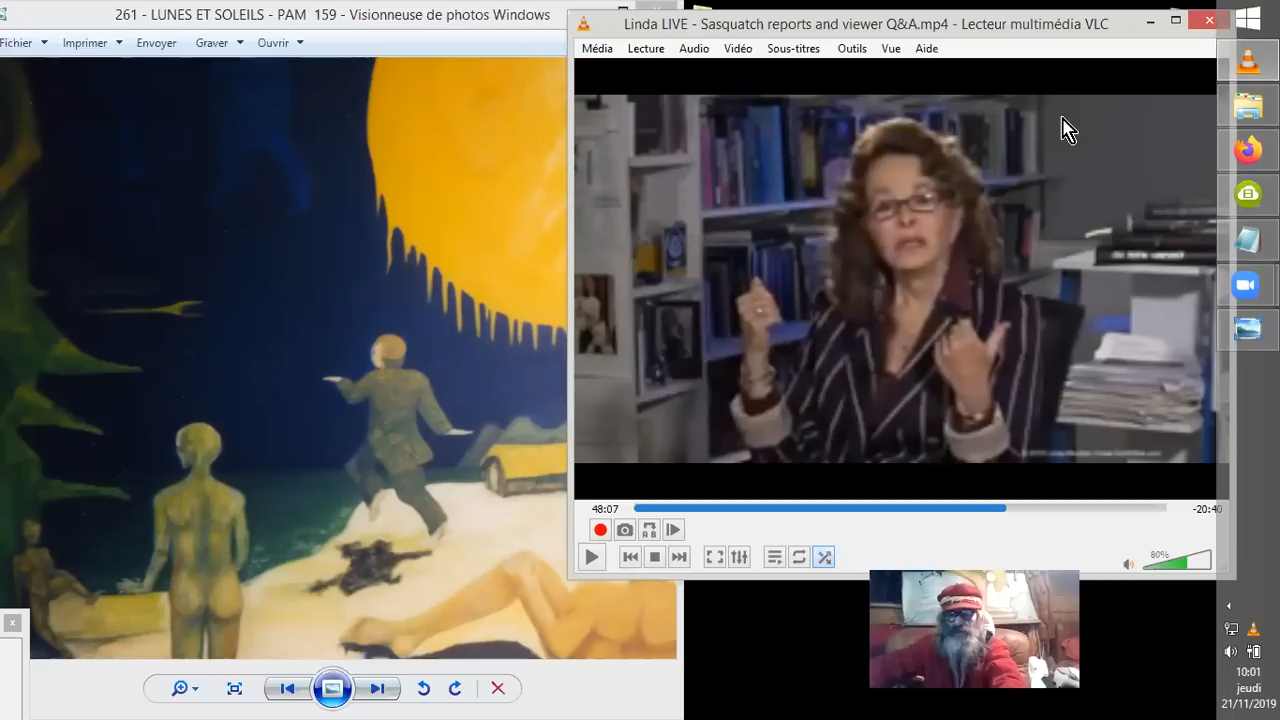 261 - LUNES ET SOLEILS - PAM 159 - Visionneuse de photos Windows
Fichier Imprimer Envoyer Graver Ouvrir
Linda LIVE - Sasquatch reports and viewer Q&A.mp4 - Lecteur multimédia VLC
Média Lecture Audio Vidéo Sous-titres Outils Vue Aide
48:07
-20:40
A B
80%
10:01
jeudi
21/11/2019